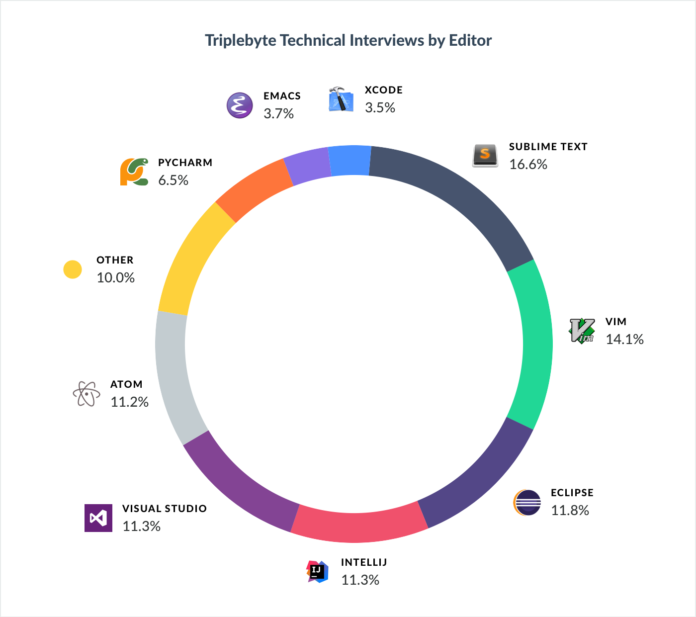 Triplebyte Technical Interviews by Editor
EMACS
3.7%
XCODE
3.5%
SUBLIME TEXT
16.6%
PYCHARM
6.5%
OTHER
10.0%
VIM
14.1%
ATOM
11.2%
ECLIPSE
11.8%
VISUAL STUDIO
11.3%
INTELLIJ
11.3%
IJ